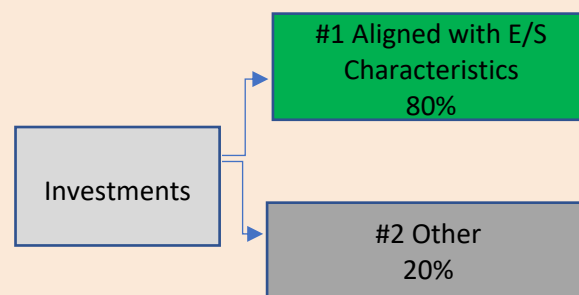 #1 Aligned with E/S
Characteristics
80%
Investments
#2 Other
20%